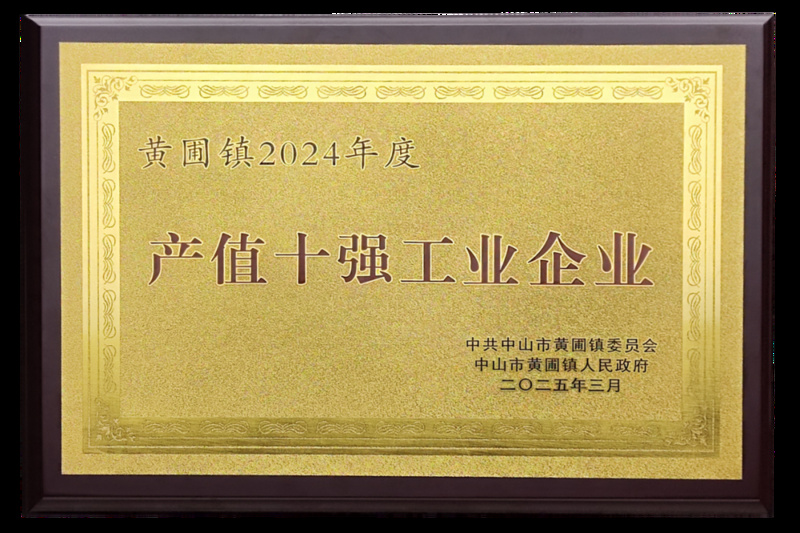 黄圃镇2024年度
产值十强工业企业
中共中山市黄圃镇委员会
中山市黄圃镇人民政府
二〇二五年三月